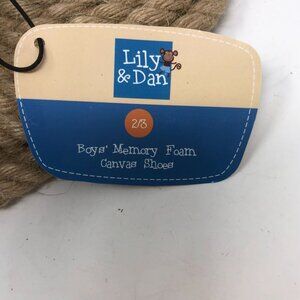 Lily
& Dan
2/3
Boys' Memory Foam
Canvas Shoes